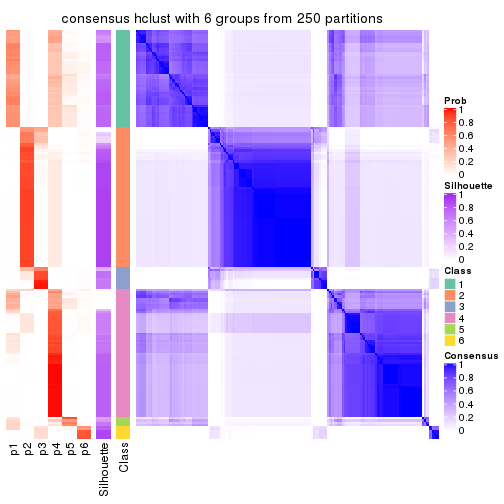 consensus hclust with 6 groups from 250 partitions
Prob
1
0.8
0.6
0.4
0.2
0
Silhouette
1
0.8
0.6
0.4
0.2
0
Class
1
2
3
4
5
6
Consensus
1
0.8
0.6
0.4
0.2
0
p1
p2
p3
p4
p5
p6
Silhouette
Class